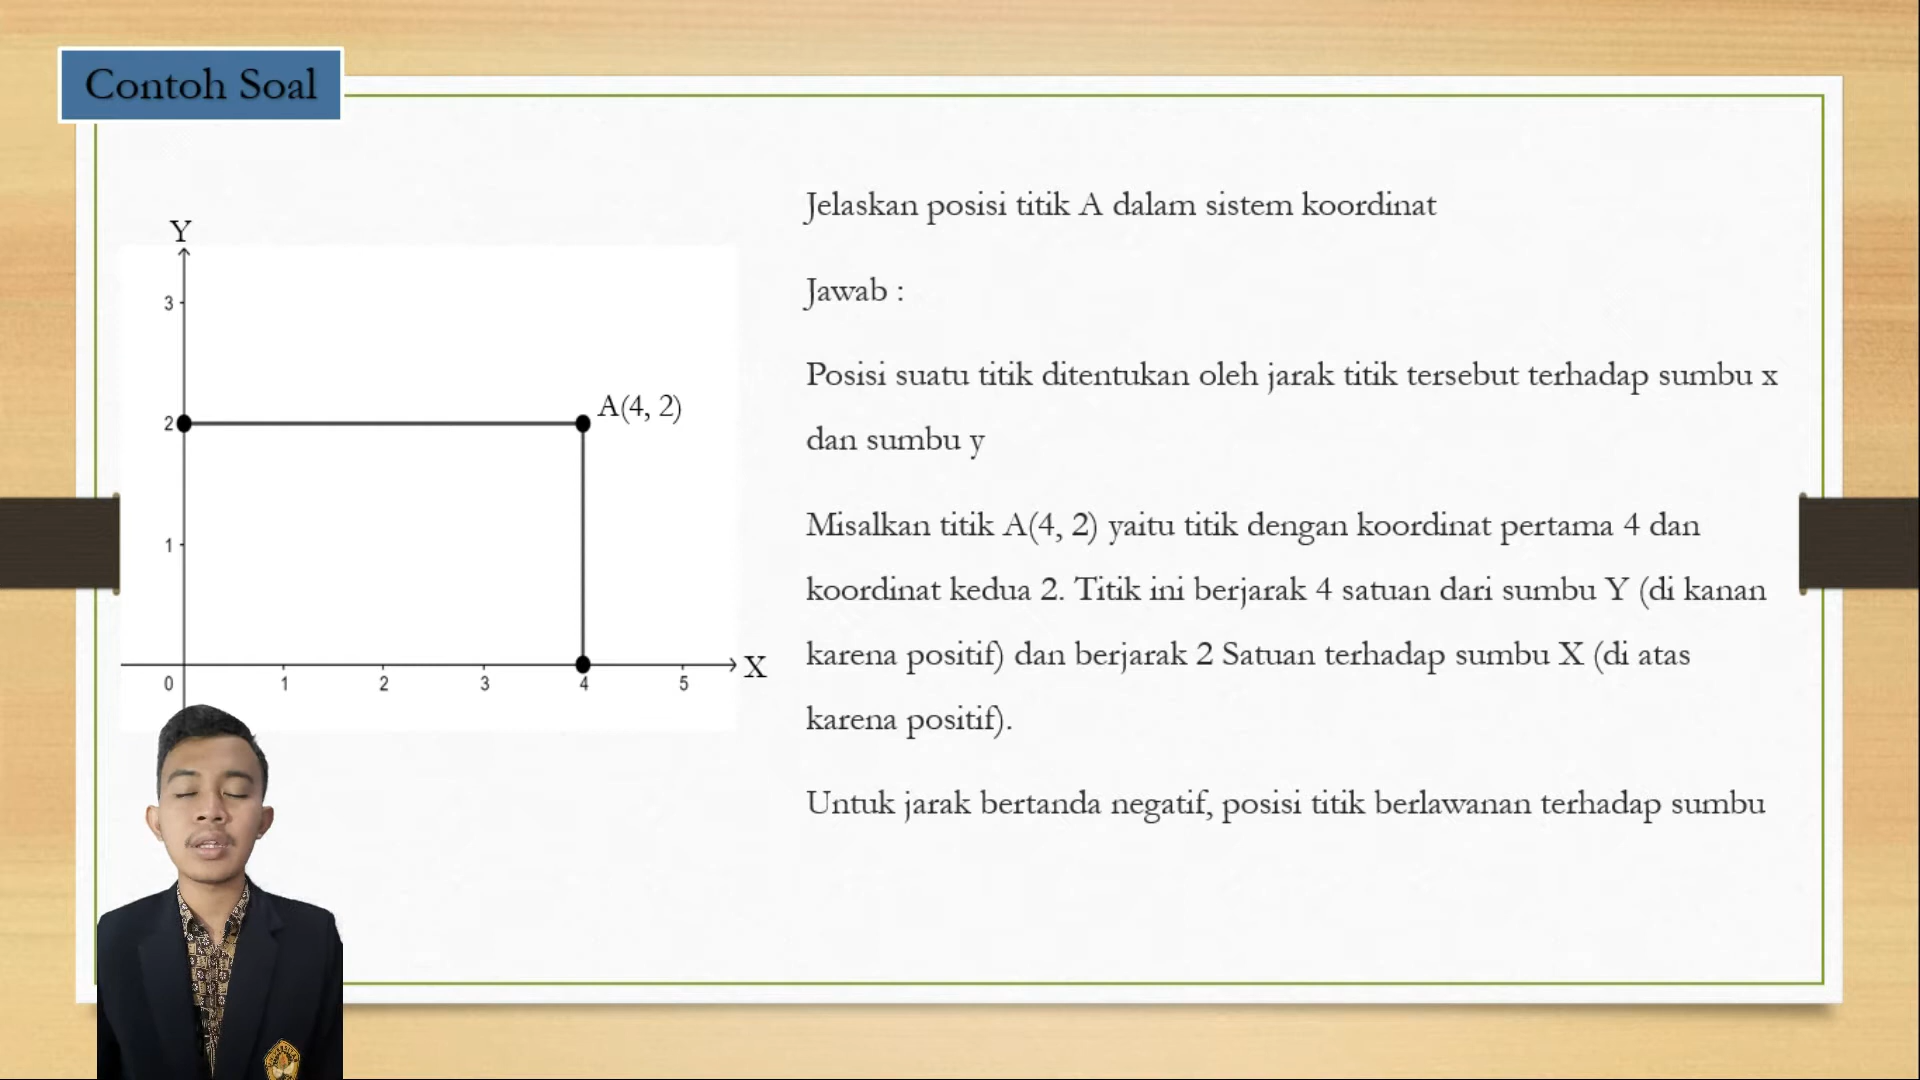 Contoh Soal
Jelaskan posisi titik A dalam sistem koordinat
Jawab :
Posisi suatu titik ditentukan oleh jarak titik tersebut terhadap sumbu x
dan sumbu y
Misalkan titik A(4, 2) yaitu titik dengan koordinat pertama 4 dan
koordinat kedua 2. Titik ini berjarak 4 satuan dari sumbu Y (di kanan
karena positif) dan berjarak 2 Satuan terhadap sumbu X (di atas
karena positif).
Untuk jarak bertanda negatif, posisi titik berlawanan terhadap sumbu
Y
3
2
A(4, 2)
1
X
0 1 2 3 4 5